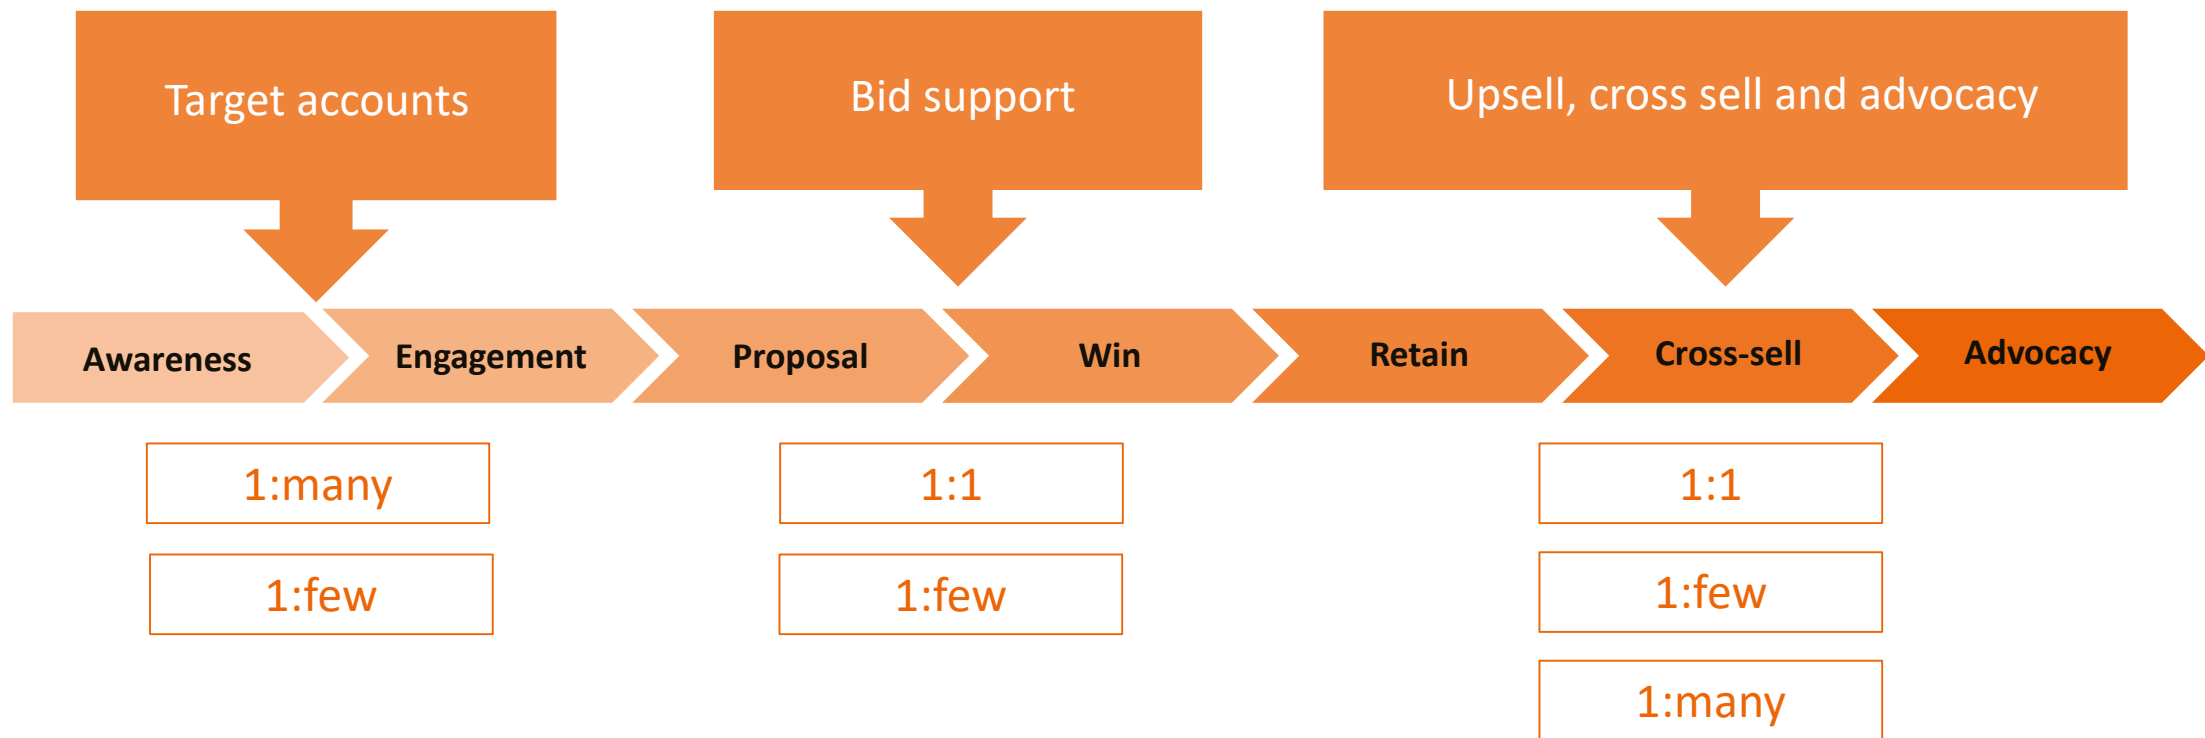 Target accounts
Bid support
Upsell, cross sell and advocacy
Awareness
Engagement
Proposal
Win
Retain
Cross-sell
Advocacy
1:many
1:few
1:1
1:few
1:1
1:few
1:many